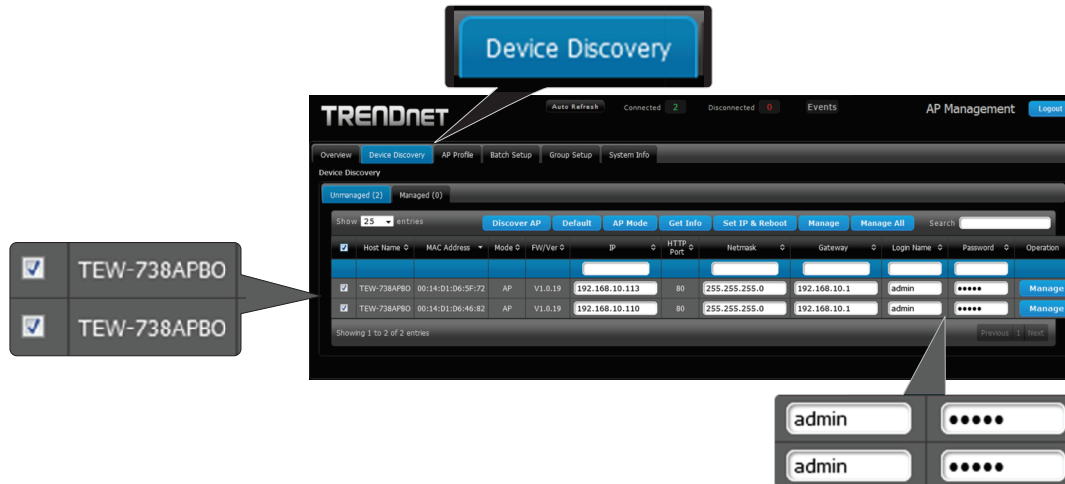 Device Discovery
TRENDNET Auto Refresh Connected 2 Disconnected 0 Events AP Management Logout
Overview Device Discovery AP Profile Batch Setup Group Setup System Info
Device Discovery
Unmanaged (2) Managed (0)
Show 25 entries Discover AP Default AP Mode Get Info Set IP & Reboot Manage Manage All Search
Host Name MAC Address Mode FW/Ver IP HTTP Port Netmask Gateway Login Name Password Operation
TEW-738APBO 00:14:D1:D6:5F:72 AP V1.0.19 192.168.10.113 80 255.255.255.0 192.168.10.1 admin ••••• Manage
TEW-738APBO 00:14:D1:D6:46:82 AP V1.0.19 192.168.10.110 80 255.255.255.0 192.168.10.1 admin ••••• Manage
Showing 1 to 2 of 2 entries Previous 1 Next
TEW-738APBO
TEW-738APBO
admin •••••
admin •••••